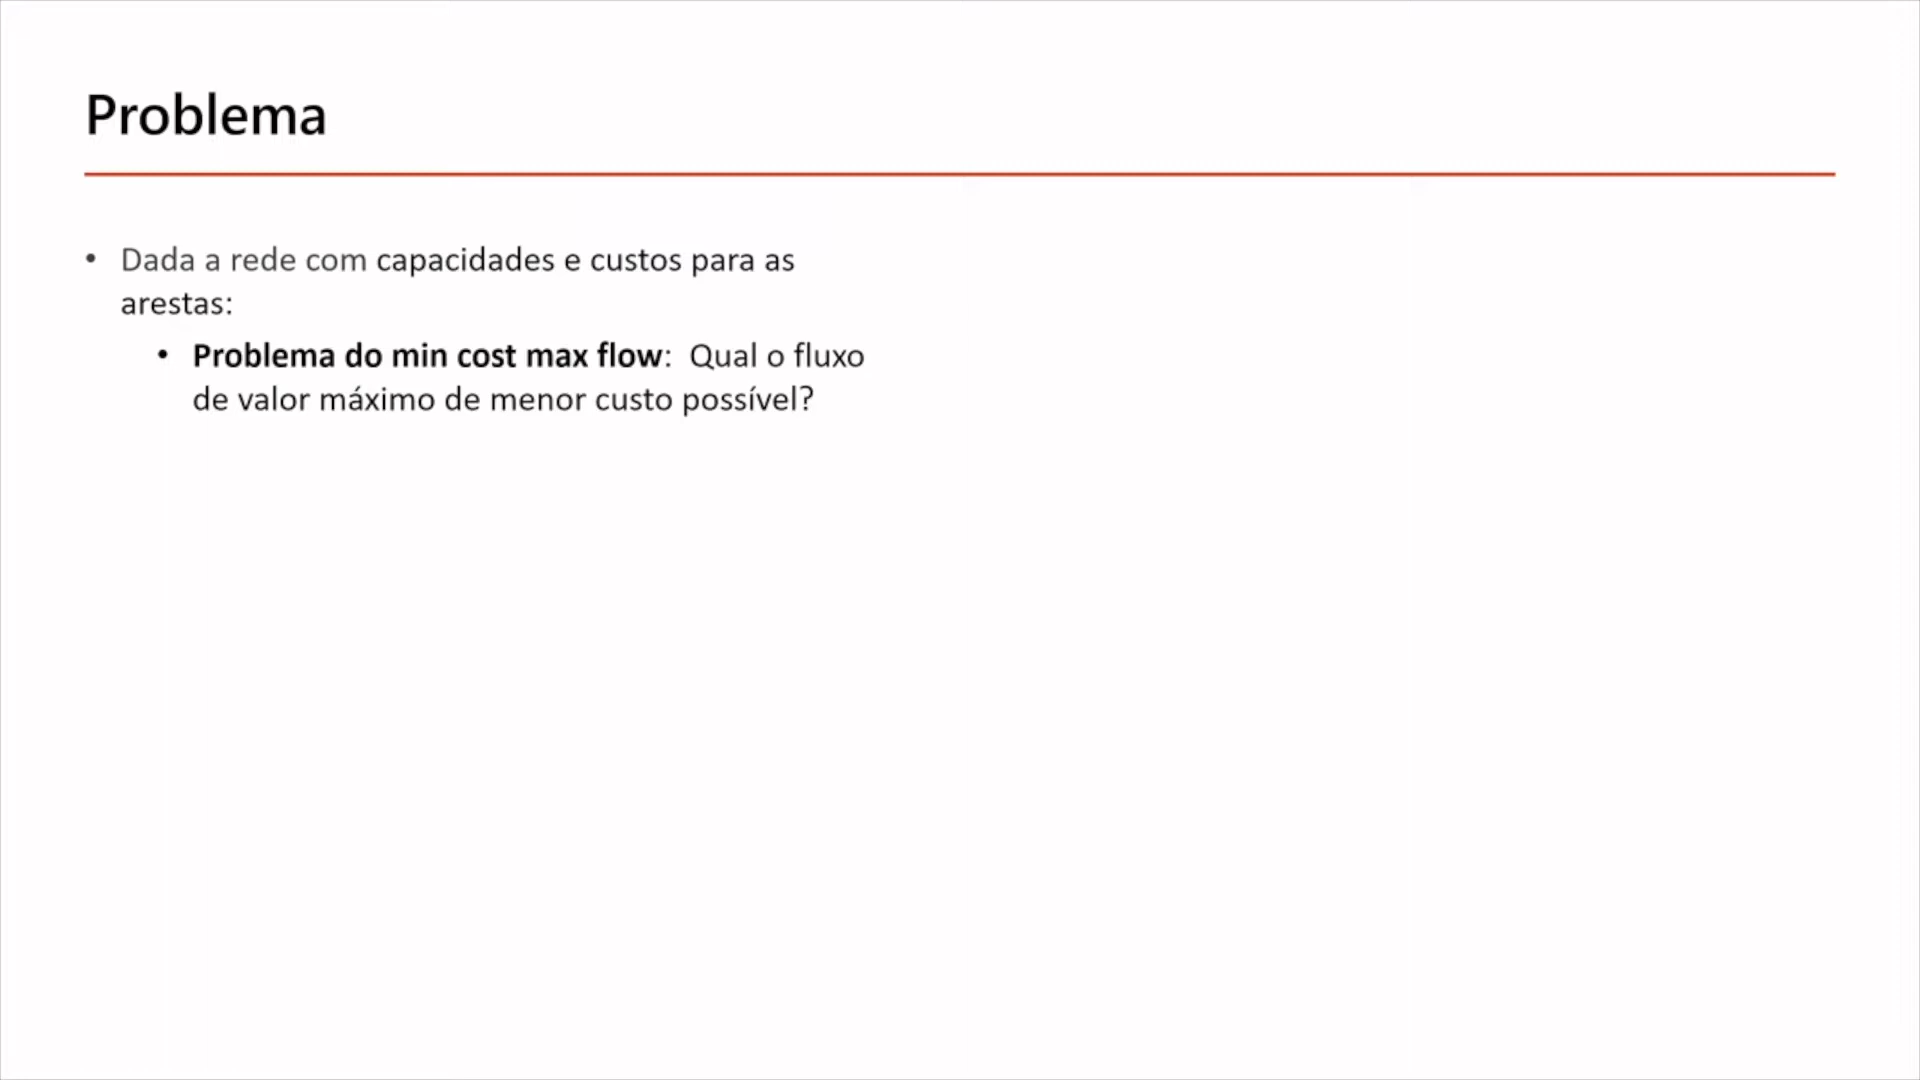 Problema
• Dada a rede com capacidades e custos para as
arestas:
• Problema do min cost max flow: Qual o fluxo
de valor máximo de menor custo possível?